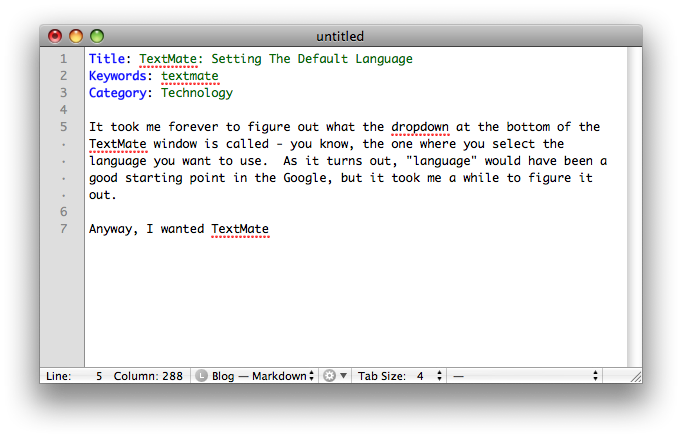 untitled
1 Title: TextMate: Setting The Default Language
2 Keywords: textmate
3 Category: Technology
4
5 It took me forever to figure out what the dropdown at the bottom of the
TextMate window is called - you know, the one where you select the
language you want to use.  As it turns out, "language" would have been a
good starting point in the Google, but it took me a while to figure it
out.
6
7 Anyway, I wanted TextMate
Line: 5 Column: 288 L Blog — Markdown Tab Size: 4 —